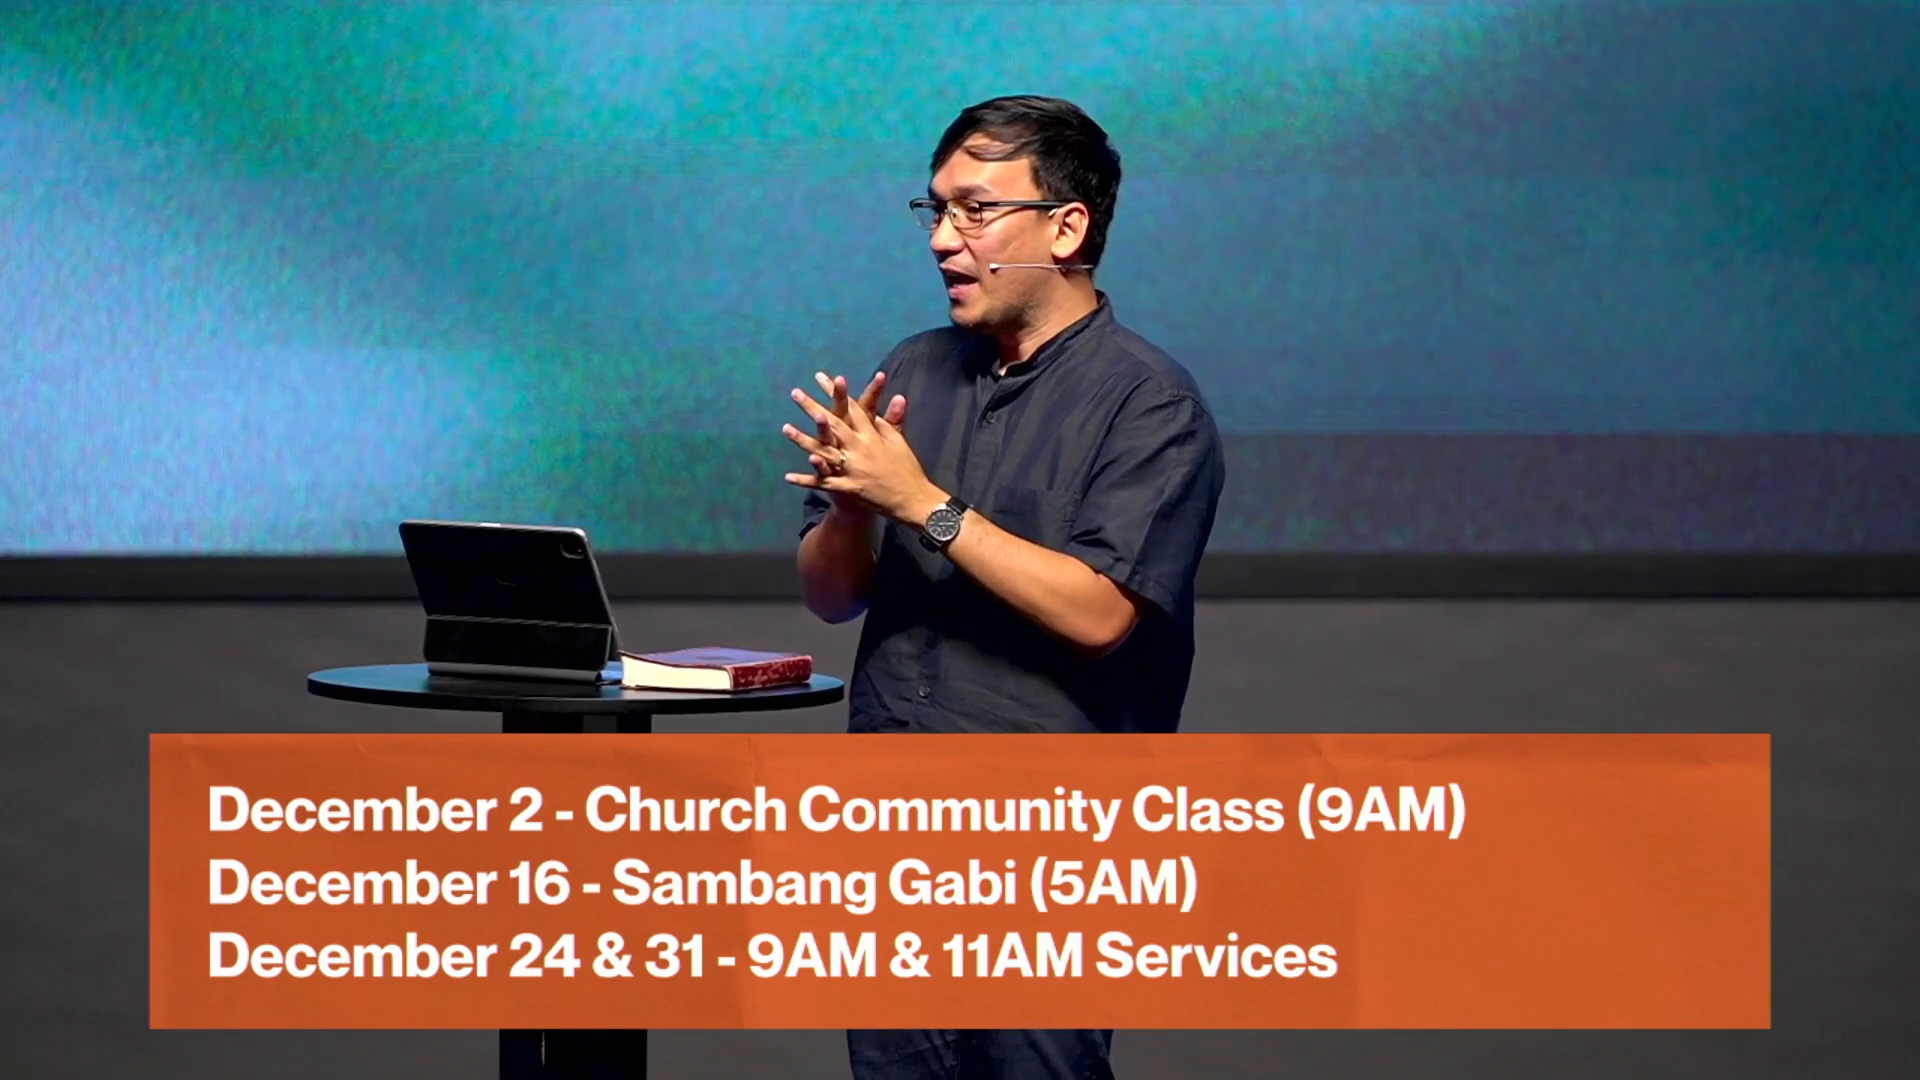 December 2 - Church Community Class (9AM)
December 16 - Sambang Gabi (5AM)
December 24 & 31 - 9AM & 11AM Services